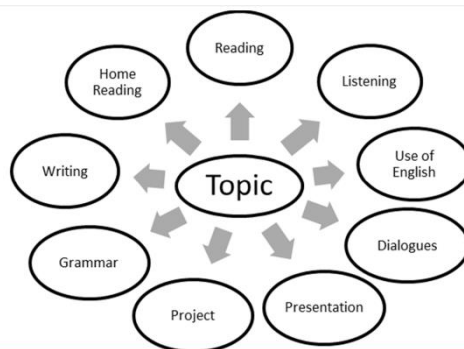 Reading
Home
Reading
Listening
Writing
Topic
Use of
English
Dialogues
Grammar
Project
Presentation